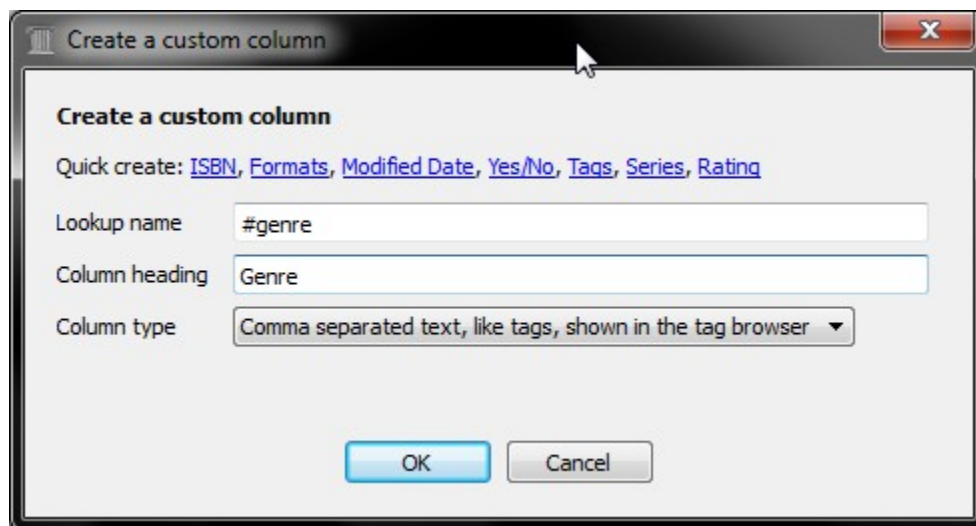 Create a custom column
Create a custom column
Quick create: ISBN, Formats, Modified Date, Yes/No, Tags, Series, Rating
Lookup name #genre
Column heading Genre
Column type Comma separated text, like tags, shown in the tag browser
OK Cancel